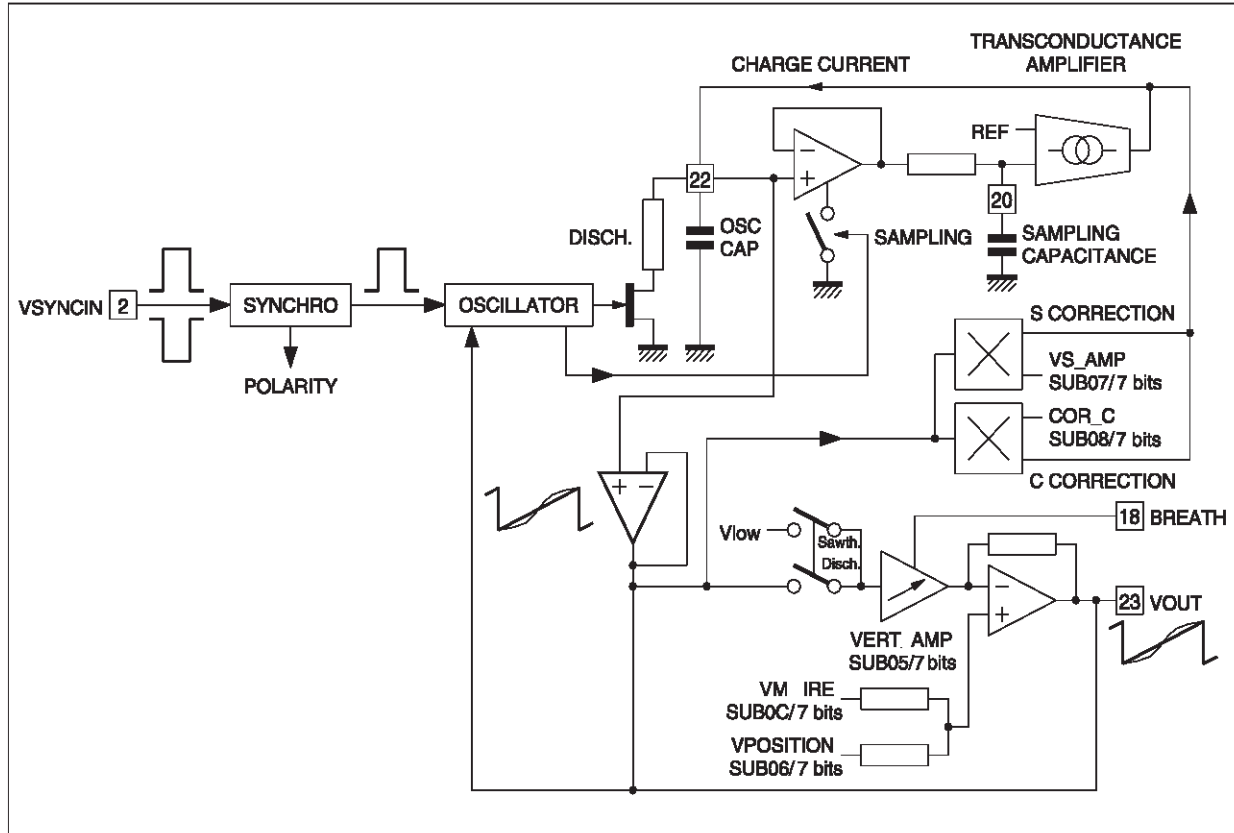 TRANSCONDUCTANCE
AMPLIFIER
CHARGE CURRENT
REF
−
+
22
20
DISCH.
OSC
CAP
SAMPLING
SAMPLING
CAPACITANCE
VSYNCIN 2
SYNCHRO
OSCILLATOR
POLARITY
S CORRECTION
VS_AMP
SUB07/7 bits
COR_C
SUB08/7 bits
C CORRECTION
+ −
18 BREATH
Vlow
Sawth.
Disch.
−
+
23 VOUT
VERT_AMP
SUB05/7 bits
VM IRE
SUB0C/7 bits
VPOSITION
SUB06/7 bits